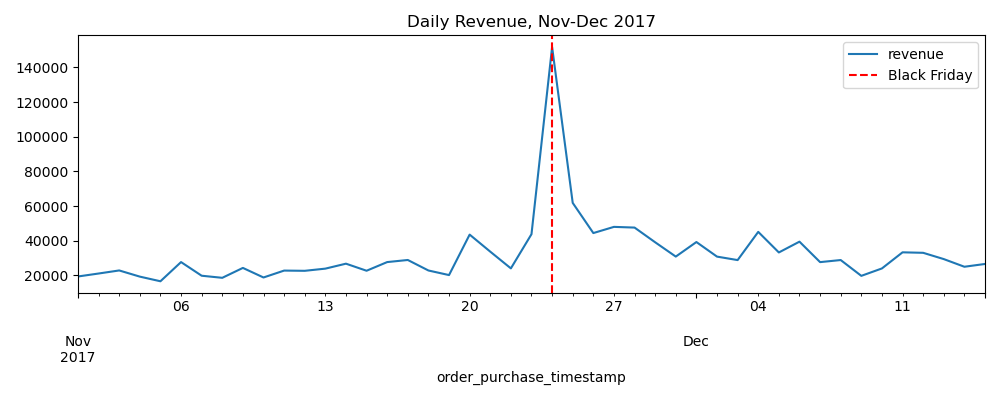 Daily Revenue, Nov-Dec 2017
revenue
Black Friday
140000
120000
100000
80000
60000
40000
20000
06 13 20 27 04 11
Nov Dec
2017
order_purchase_timestamp